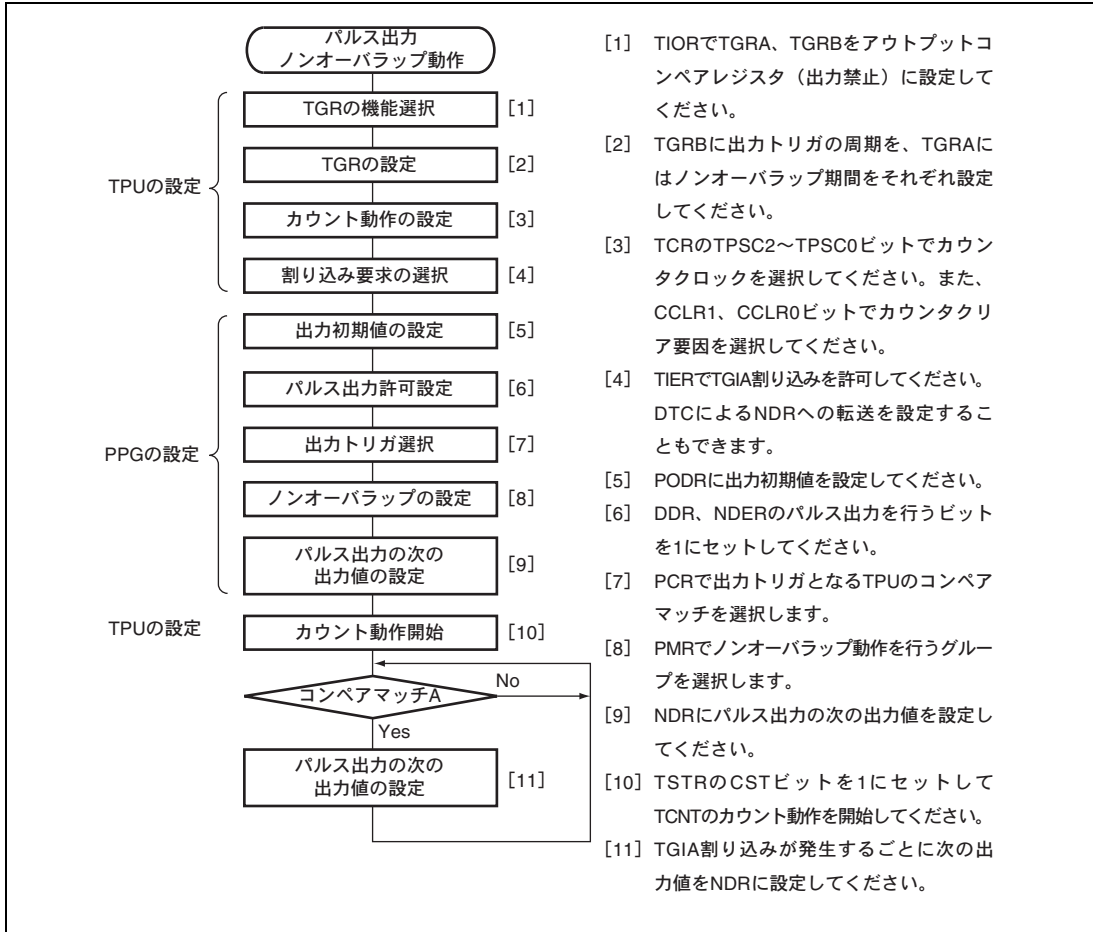 パルス出力
ノンオーバラップ動作
TPUの設定
TGRの機能選択 [1]
TGRの設定 [2]
カウント動作の設定 [3]
割り込み要求の選択 [4]
PPGの設定
出力初期値の設定 [5]
パルス出力許可設定 [6]
出力トリガ選択 [7]
ノンオーバラップの設定 [8]
パルス出力の次の
出力値の設定 [9]
TPUの設定
カウント動作開始 [10]
コンペアマッチA
No
Yes
パルス出力の次の
出力値の設定 [11]
[1] TIORでTGRA、TGRBをアウトプットコ
ンペアレジスタ（出力禁止）に設定して
ください。
[2] TGRBに出力トリガの周期を、TGRAに
はノンオーバラップ期間をそれぞれ設定
してください。
[3] TCRのTPSC2～TPSC0ビットでカウン
タクロックを選択してください。また、
CCLR1、CCLR0ビットでカウンタクリ
ア要因を選択してください。
[4] TIERでTGIA割り込みを許可してください。
DTCによるNDRへの転送を設定するこ
ともできます。
[5] PODRに出力初期値を設定してください。
[6] DDR、NDERのパルス出力を行うビット
を1にセットしてください。
[7] PCRで出力トリガとなるTPUのコンペア
マッチを選択します。
[8] PMRでノンオーバラップ動作を行うグルー
プを選択します。
[9] NDRにパルス出力の次の出力値を設定し
てください。
[10] TSTRのCSTビットを1にセットして
TCNTのカウント動作を開始してください。
[11] TGIA割り込みが発生するごとに次の出
力値をNDRに設定してください。